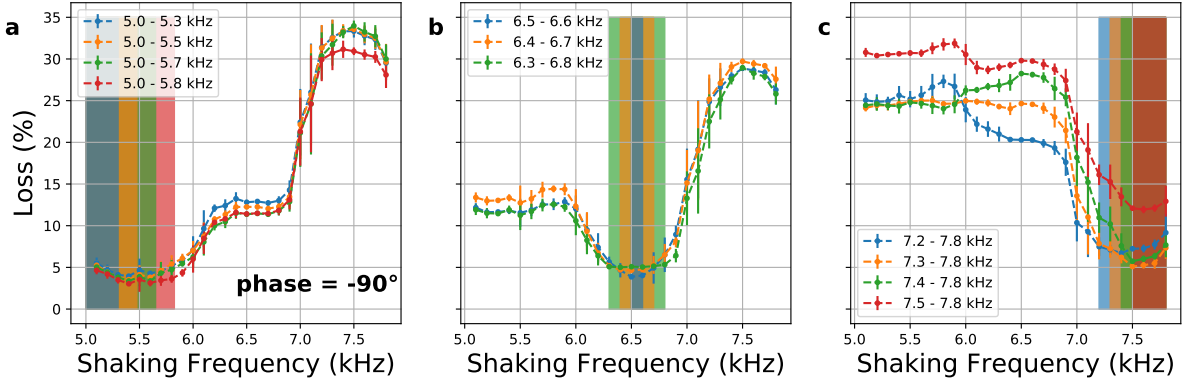 a
b
c
5.0 - 5.3 kHz
5.0 - 5.5 kHz
5.0 - 5.7 kHz
5.0 - 5.8 kHz
6.5 - 6.6 kHz
6.4 - 6.7 kHz
6.3 - 6.8 kHz
7.2 - 7.8 kHz
7.3 - 7.8 kHz
7.4 - 7.8 kHz
7.5 - 7.8 kHz
phase = -90°
Loss (%)
35
30
25
20
15
10
5
0
5.0 5.5 6.0 6.5 7.0 7.5
5.0 5.5 6.0 6.5 7.0 7.5
5.0 5.5 6.0 6.5 7.0 7.5
Shaking Frequency (kHz)
Shaking Frequency (kHz)
Shaking Frequency (kHz)